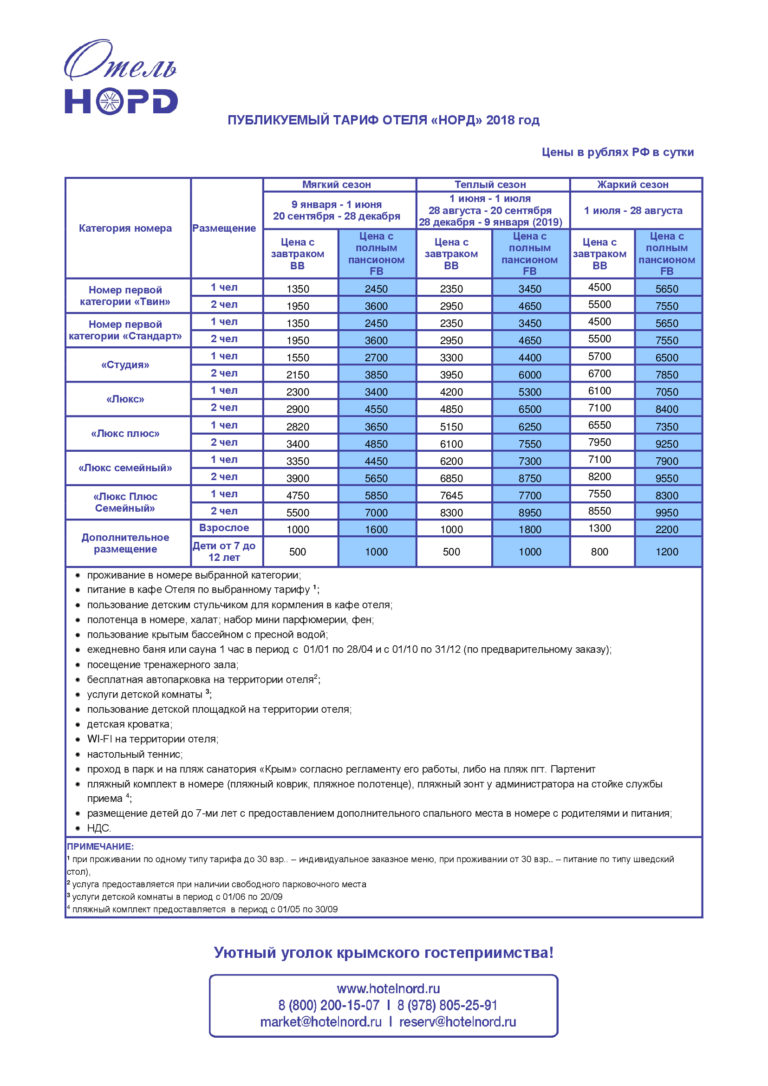 Отель
НОРД
ПУБЛИКУЕМЫЙ ТАРИФ ОТЕЛЯ «НОРД» 2018 год
Цены в рублях РФ в сутки
Категория номера Размещение Мягкий сезон Теплый сезон Жаркий сезон
9 января - 1 июня
20 сентября - 28 декабря
1 июня - 1 июля
28 августа - 20 сентября
28 декабря - 9 января (2019)
1 июля - 28 августа
Цена с
завтраком
BB
Цена с
полным
пансионом
FB
Цена с
завтраком
BB
Цена с
полным
пансионом
FB
Цена с
завтраком
BB
Цена с
полным
пансионом
FB
Номер первой
категории «Твин»
1 чел 1350 2450 2350 3450 4500 5650
2 чел 1950 3600 2950 4650 5500 7550
Номер первой
категории «Стандарт»
1 чел 1350 2450 2350 3450 4500 5650
2 чел 1950 3600 2950 4650 5500 7550
«Студия»
1 чел 1550 2700 3300 4400 5700 6500
2 чел 2150 3850 3950 6000 6700 7850
«Люкс»
1 чел 2300 3400 4200 5300 6100 7050
2 чел 2900 4550 4850 6500 7100 8400
«Люкс плюс»
1 чел 2820 3650 5150 6250 6550 7350
2 чел 3400 4850 6100 7550 7950 9250
«Люкс семейный»
1 чел 3350 4450 6200 7300 7100 7900
2 чел 3900 5650 6850 8750 8200 9550
«Люкс Плюс
Семейный»
1 чел 4750 5850 7645 7700 7550 8300
2 чел 5500 7000 8300 8950 8550 9950
Дополнительное
размещение
Взрослое 1000 1600 1000 1800 1300 2200
Дети от 7 до
12 лет
500 1000 500 1000 800 1200
• проживание в номере выбранной категории;
• питание в кафе Отеля по выбранному тарифу ¹;
• пользование детским стульчиком для кормления в кафе отеля;
• полотенца в номере, халат; набор мини парфюмерии, фен;
• пользование крытым бассейном с пресной водой;
• ежедневно баня или сауна 1 час в период с 01/01 по 28/04 и с 01/10 по 31/12 (по предварительному заказу);
• посещение тренажерного зала;
• бесплатная автопарковка на территории отеля²;
• услуги детской комнаты ³;
• пользование детской площадкой на территории отеля;
• детская кроватка;
• WI-FI на территории отеля;
• настольный теннис;
• проход в парк и на пляж санатория «Крым» согласно регламенту его работы, либо на пляж пгт. Партенит
• пляжный комплект в номере (пляжный коврик, пляжное полотенце), пляжный зонт у администратора на стойке службы
приема ⁴;
• размещение детей до 7-ми лет с предоставлением дополнительного спального места в номере с родителями и питания;
• НДС.
ПРИМЕЧАНИЕ:
¹ при проживании по одному типу тарифа до 30 взр.. – индивидуальное заказное меню, при проживании от 30 взр.. – питание по типу шведский
стол),
² услуга предоставляется при наличии свободного парковочного места
³ услуги детской комнаты в период с 01/06 по 20/09
⁴ пляжный комплект предоставляется в период с 01/05 по 30/09
Уютный уголок крымского гостеприимства!
www.hotelnord.ru
8 (800) 200-15-07 I 8 (978) 805-25-91
market@hotelnord.ru I reserv@hotelnord.ru